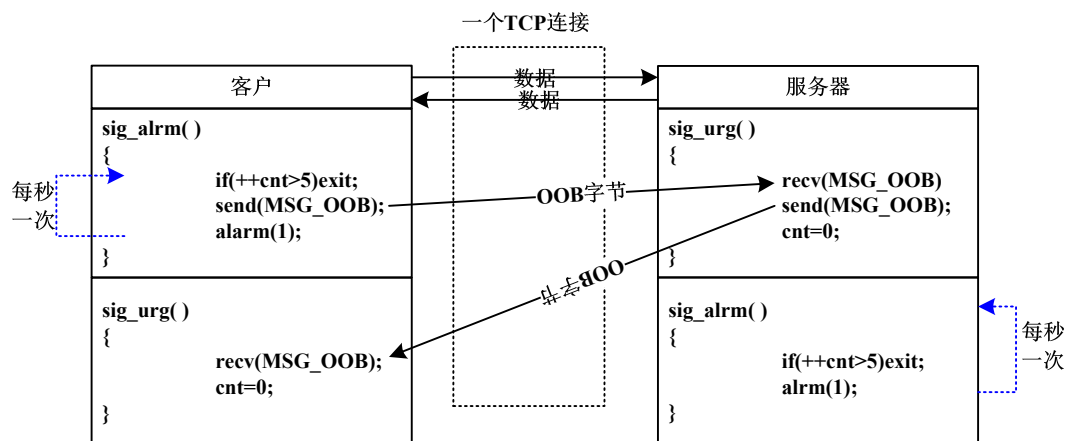 一个TCP连接
客户
数据
数据
服务器
sig_alrm( )
{
if(++cnt>5)exit;
send(MSG_OOB);
alarm(1);
}
每秒
一次
OOB字节
sig_urg()
{
recv(MSG_OOB)
send(MSG_OOB);
cnt=0;
}
OOB字节
sig_urg( )
{
recv(MSG_OOB);
cnt=0;
}
sig_alrm( )
{
if(++cnt>5)exit;
alrm(1);
}
每秒
一次